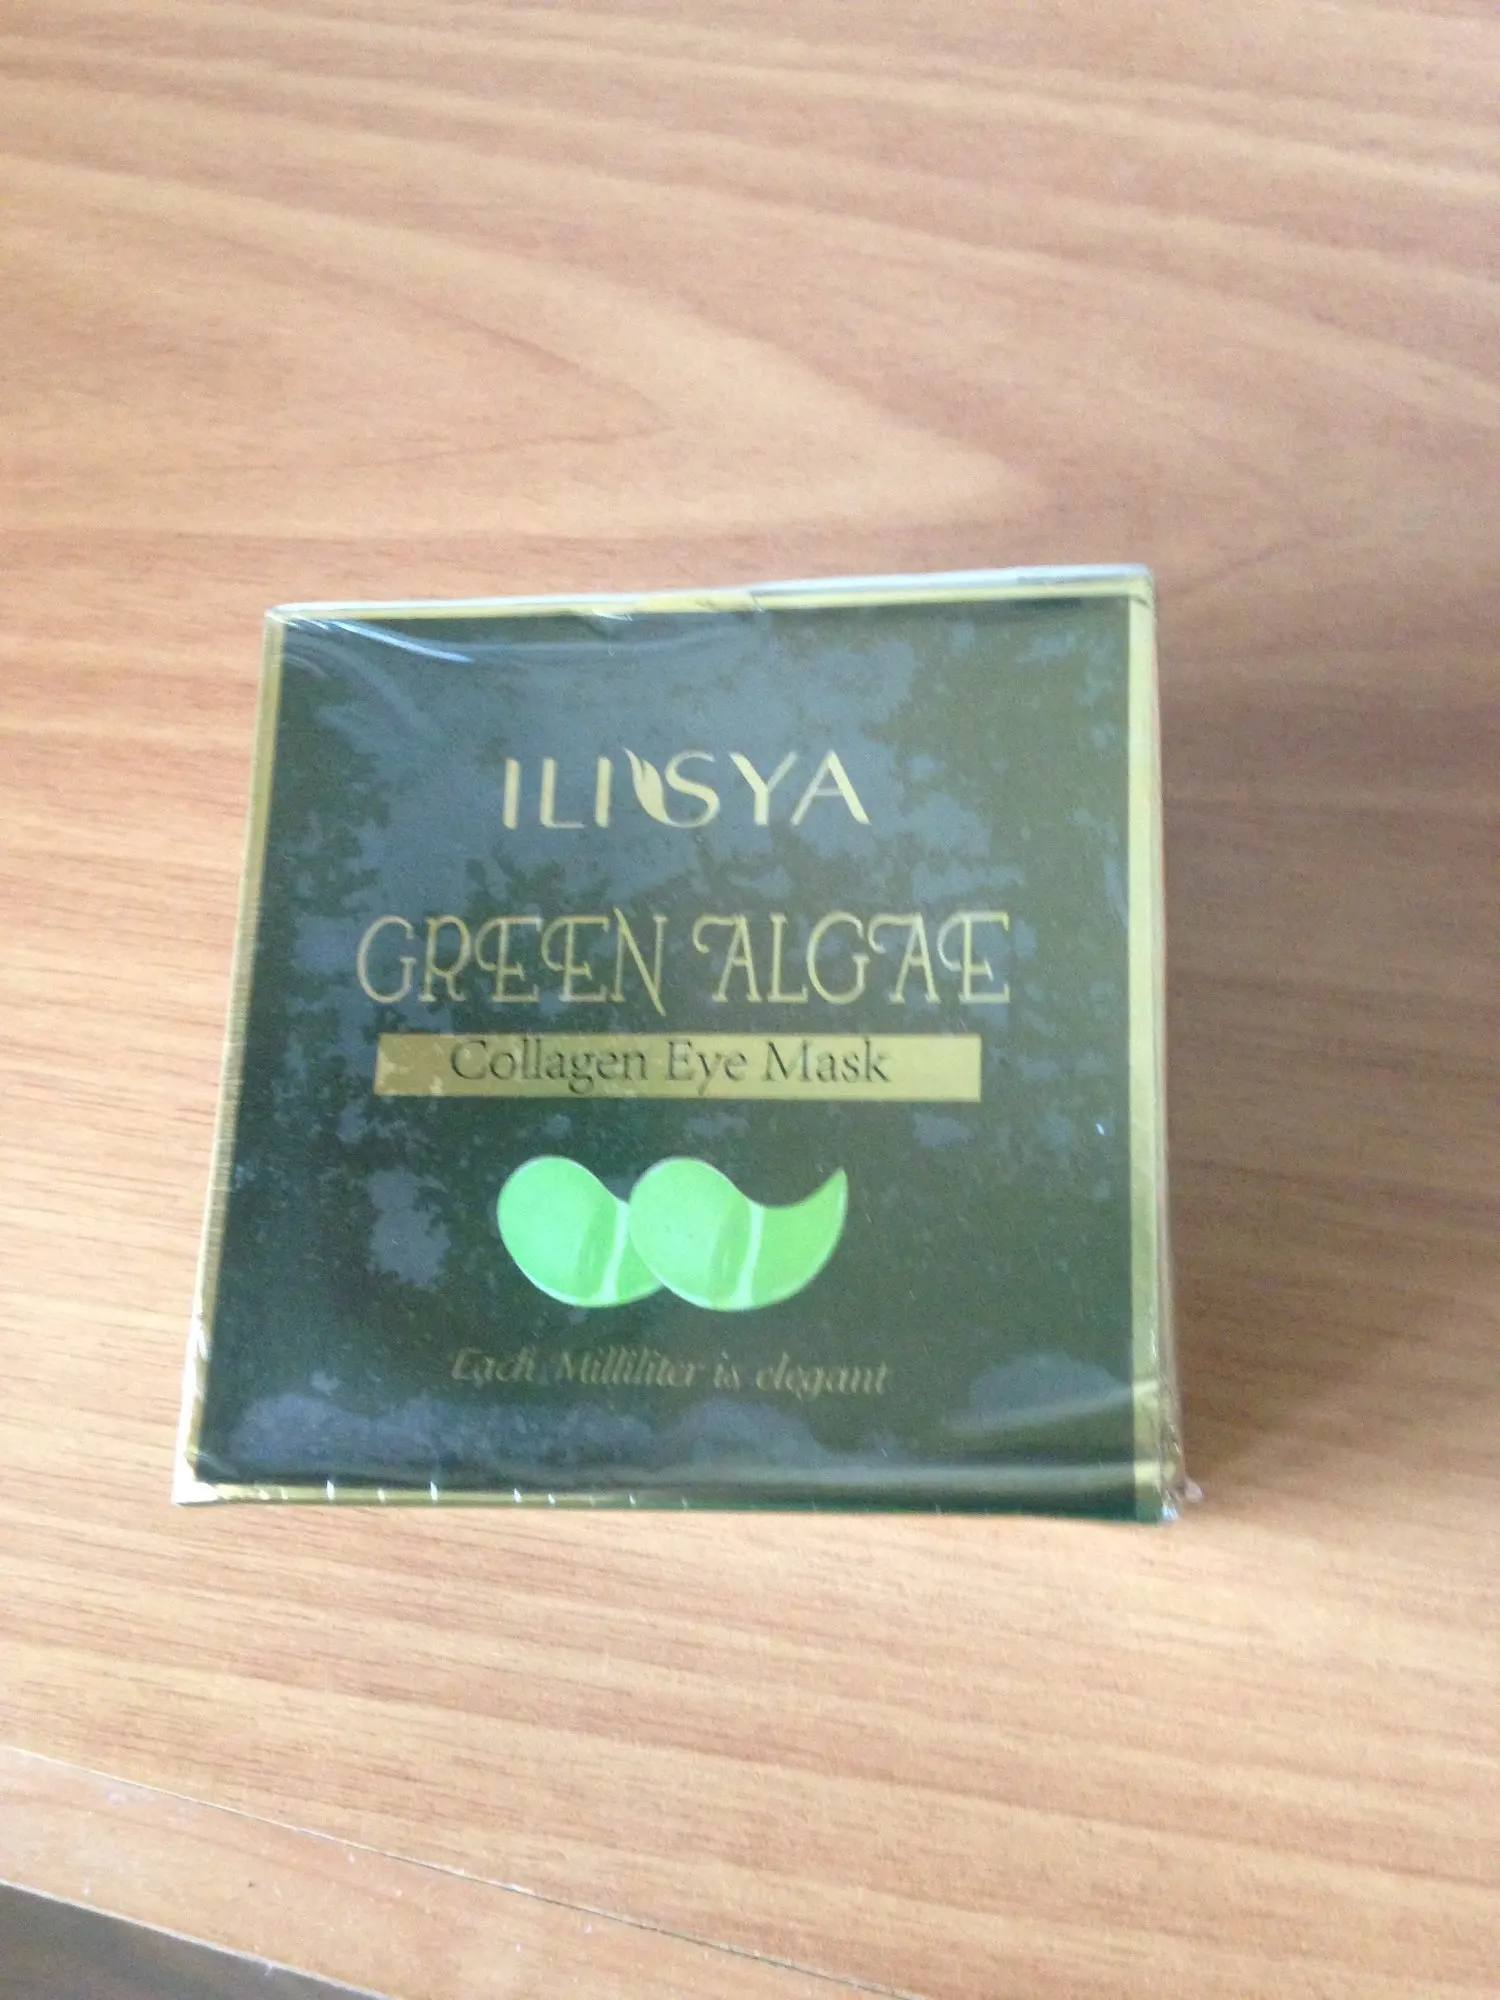 ILISYA
GREEN ALGAE
Collagen Eye Mask
Each Milliliter is elegant